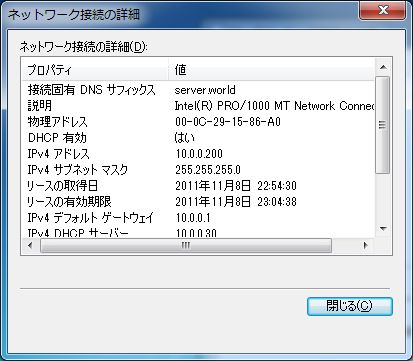 ネットワーク接続の詳細
ネットワーク接続の詳細(D):
プロパティ 値
接続固有 DNS サフィックス server.world
説明 Intel(R) PRO/1000 MT Network Connec
物理アドレス 00-0C-29-15-86-A0
DHCP 有効 はい
IPv4 アドレス 10.0.0.200
IPv4 サブネット マスク 255.255.255.0
リースの取得日 2011年11月8日 22:54:30
リースの有効期限 2011年11月8日 23:04:38
IPv4 デフォルト ゲートウェイ 10.0.0.1
IPv4 DHCP サーバー 10.0.0.30
閉じる(C)